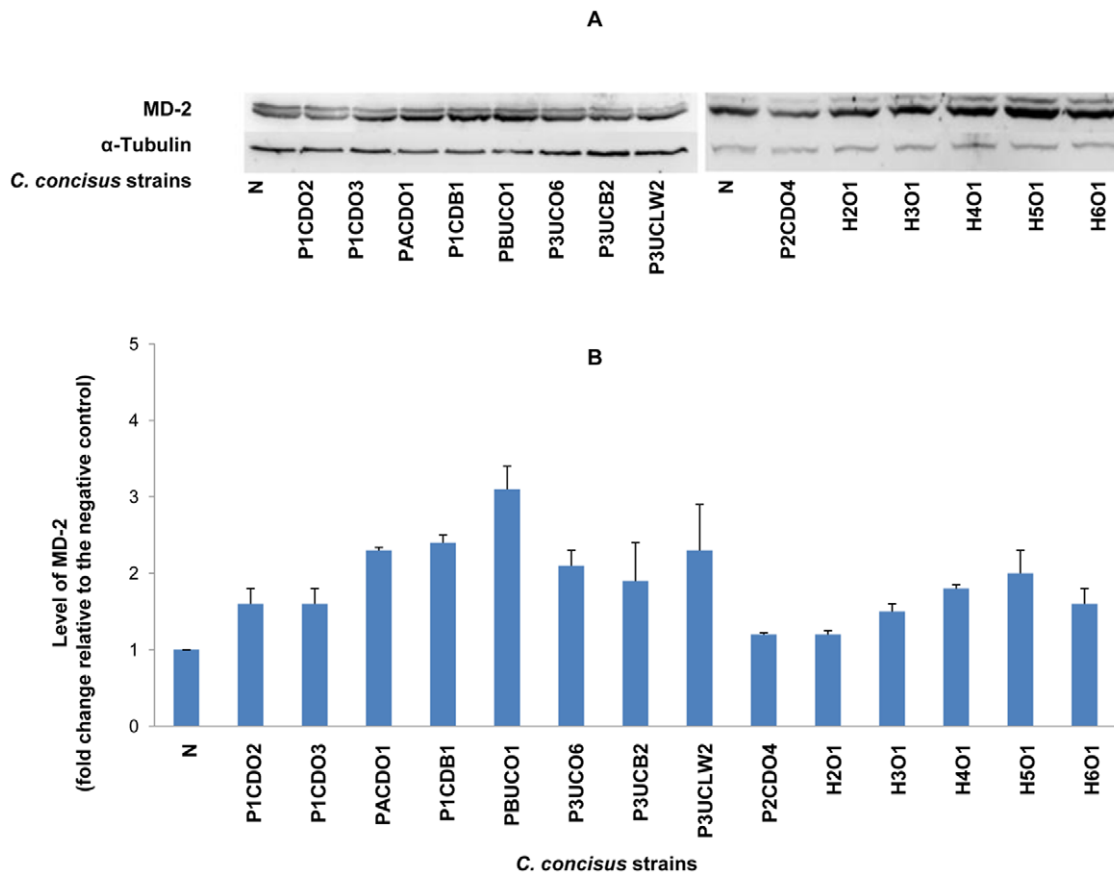 A
MD-2
α-Tubulin
C. concisus strains
N
P1CDO2
P1CDO3
PACDO1
P1CDB1
PBUCO1
P3UCO6
P3UCB2
P3UCLW2
N
P2CDO4
H2O1
H3O1
H4O1
H5O1
H6O1
B
Level of MD-2
(fold change relative to the negative control)
5
4
3
2
1
0
N
P1CDO2
P1CDO3
PACDO1
P1CDB1
PBUCO1
P3UCO6
P3UCB2
P3UCLW2
P2CDO4
H2O1
H3O1
H4O1
H5O1
H6O1
C. concisus strains